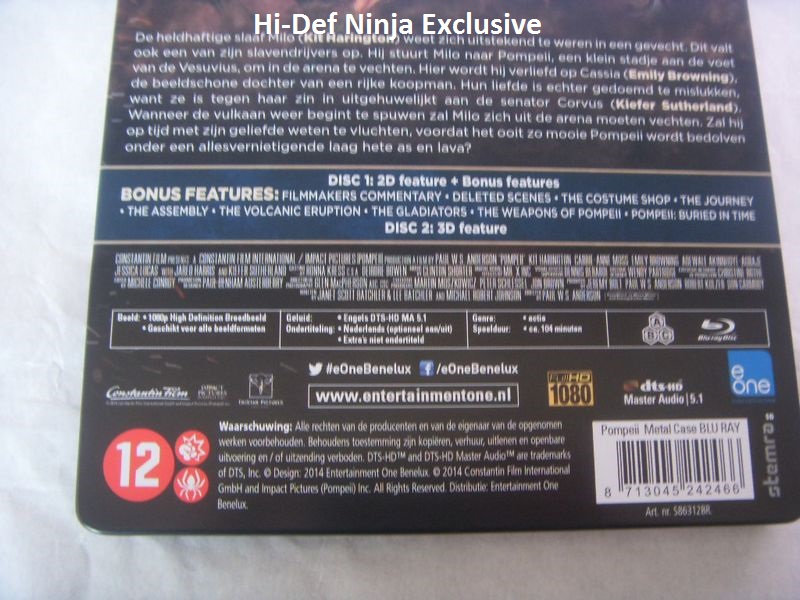 Hi-Def Ninja Exclusive
De heldhaftige slaaf Milo (Kit Harington) weet zich uitstekend te weren in een gevecht. Dit valt
ook een van zijn slavendrijvers op. Hij stuurt Milo naar Pompeii, een klein stadje aan de voet
van de Vesuvius, om in de arena te vechten. Hier wordt hij verliefd op Cassia (Emily Browning),
de beeldschone dochter van een rijke koopman. Hun liefde is echter gedoemd te mislukken,
want ze is tegen haar zin in uitgehuwelijkt aan de senator Corvus (Kiefer Sutherland).
Wanneer de vulkaan weer begint te spuwen zal Milo zich uit de arena moeten vechten. Zal hij
op tijd met zijn geliefde weten te vluchten, voordat het ooit zo mooie Pompeii wordt bedolven
onder een allesvernietigende laag hete as en lava?
DISC 1: 2D feature + Bonus features
BONUS FEATURES: FILMMAKERS COMMENTARY • DELETED SCENES • THE COSTUME SHOP • THE JOURNEY
• THE ASSEMBLY • THE VOLCANIC ERUPTION • THE GLADIATORS • THE WEAPONS OF POMPEII • POMPEII: BURIED IN TIME
DISC 2: 3D feature
Beeld: • 1080p High Definition Breedbeeld
• Geschikt voor alle beeldformaten
Geluid: • Engels DTS-HD MA 5.1
Ondertiteling: • Nederlands (optioneel aan/uit)
• Extra's niet ondertiteld
Genre: • actie
Speelduur: • ca. 104 minuten
A
B C
Blu-ray Disc
#eOneBenelux /eOneBenelux
Constantin Film
IMPACT PICTURES
www.entertainmentone.nl
FULL HD
1080
dts-HD
Master Audio 5.1
e one
12
Waarschuwing: Alle rechten van de producenten en van de eigenaar van de opgenomen
werken voorbehouden. Behoudens toestemming zijn kopiëren, verhuur, uitlenen en openbare
uitvoering en / of uitzending verboden. DTS-HD™ and DTS-HD Master Audio™ are trademarks
of DTS, Inc. © Design: 2014 Entertainment One Benelux. © 2014 Constantin Film International
GmbH and Impact Pictures (Pompeii) Inc. All Rights Reserved. Distributie: Entertainment One
Benelux.
Pompeii Metal Case BLU RAY
8 713045 242466
Art. nr. S863128R
stemra